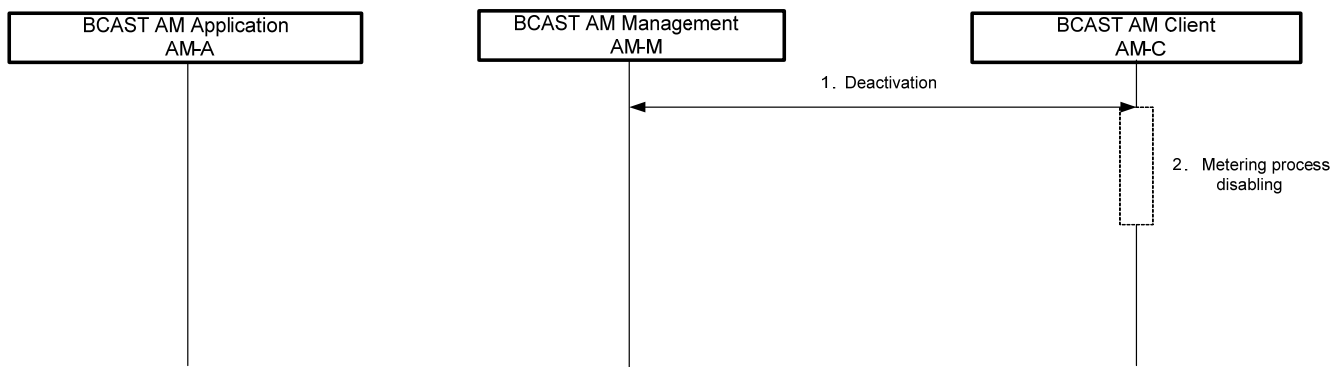 BCAST AM Application
AM-A
BCAST AM Management
AM-M
BCAST AM Client
AM-C
1. Deactivation
2. Metering process
disabling